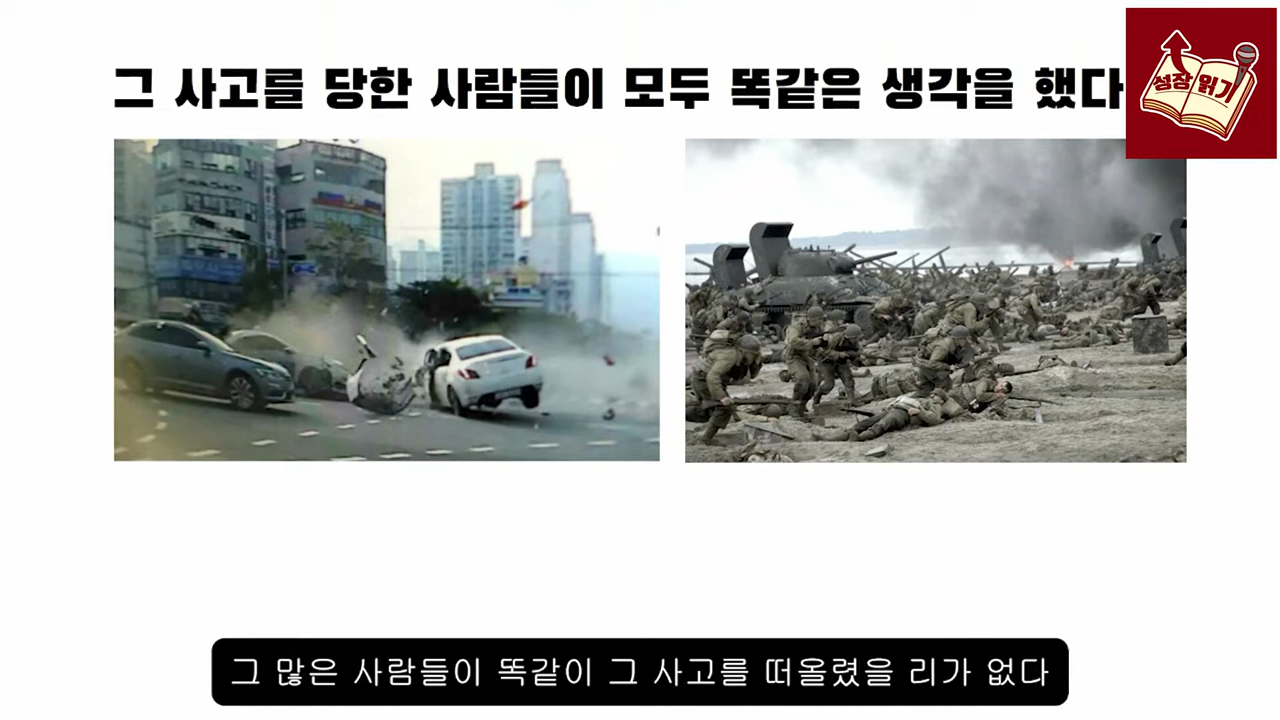 그 사고를 당한 사람들이 모두 똑같은 생각을 했다
성장 읽기
그 많은 사람들이 똑같이 그 사고를 떠올렸을 리가 없다